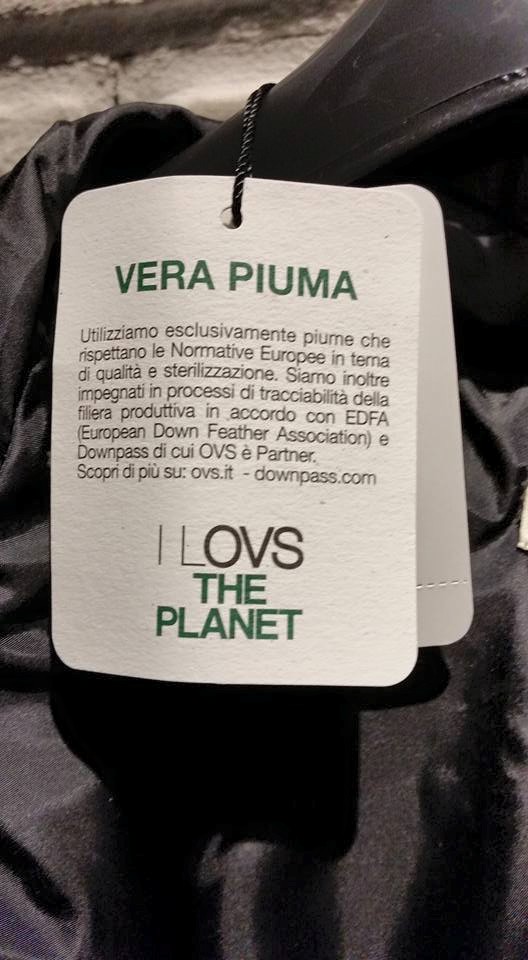 VERA PIUMA
Utilizziamo esclusivamente piume che
rispettano le Normative Europee in tema
di qualità e sterilizzazione. Siamo inoltre
impegnati in processi di tracciabilità della
filiera produttiva in accordo con EDFA
(European Down Feather Association) e
Downpass di cui OVS è Partner.
Scopri di più su: ovs.it - downpass.com
I LOVS
THE
PLANET